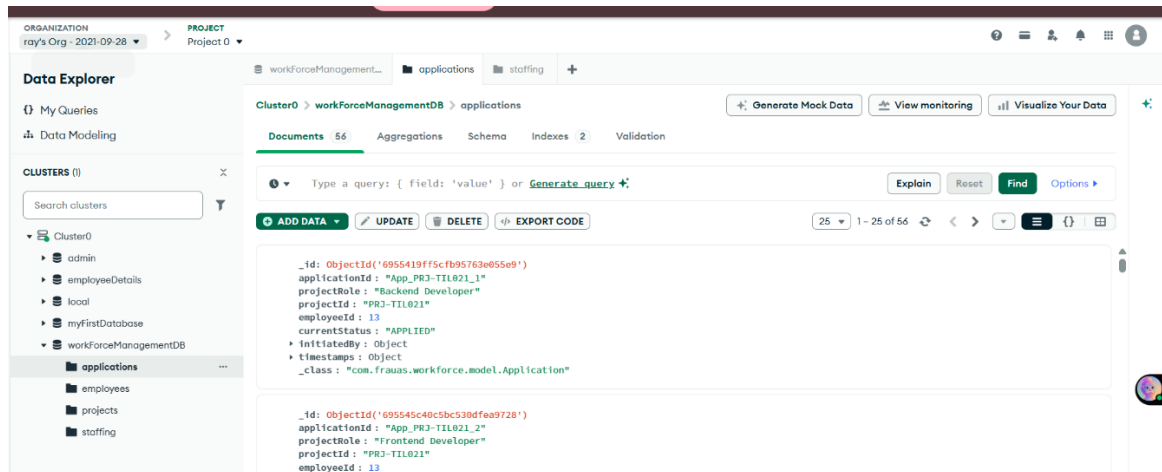 ORGANIZATION
ray's Org - 2021-09-28
PROJECT
Project 0
Data Explorer
My Queries
Data Modeling
CLUSTERS (1)
Search clusters
Cluster0
admin
employeeDetails
local
myFirstDatabase
workForceManagementDB
applications
employees
projects
staffing
workForceManagement...
applications
staffing
Cluster0 > workForceManagementDB > applications
Generate Mock Data
View monitoring
Visualize Your Data
Documents 56
Aggregations
Schema
Indexes 2
Validation
Type a query: { field: 'value' } or Generate query
Explain
Reset
Find
Options
ADD DATA
UPDATE
DELETE
EXPORT CODE
25
1 - 25 of 56
_id: ObjectId('6955419ff5cfb95763e055e9')
applicationId : "App_PRJ-TIL021_1"
projectRole : "Backend Developer"
projectId : "PRJ-TIL021"
employeeId : 13
currentStatus : "APPLIED"
initiatedBy : Object
timestamps : Object
_class : "com.frauas.workforce.model.Application"
_id: ObjectId('695545c40c5bc530dfea9728')
applicationId : "App_PRJ-TIL021_2"
projectRole : "Frontend Developer"
projectId : "PRJ-TIL021"
employeeId : 13